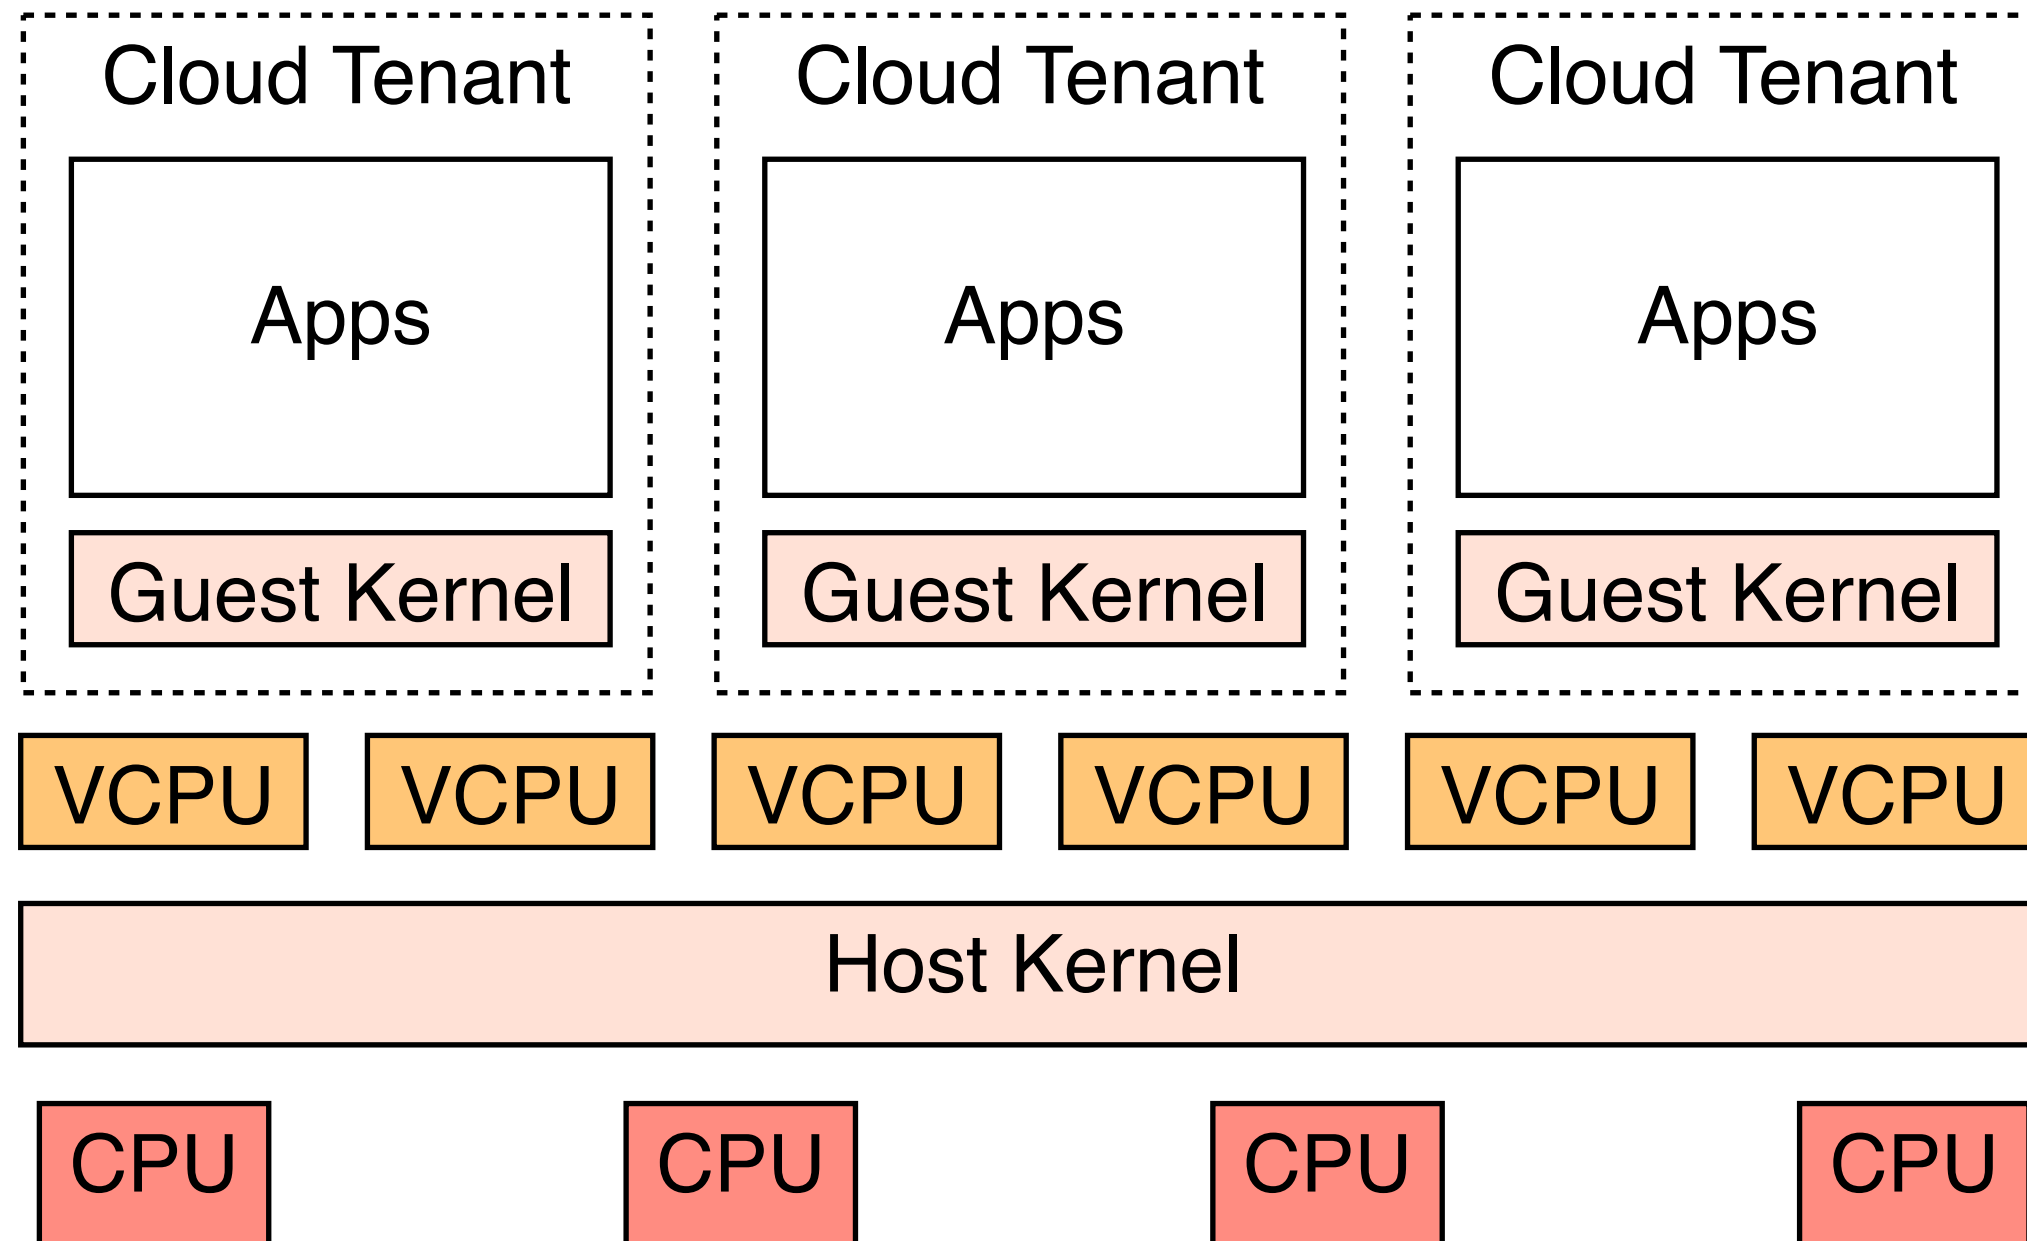 Cloud Tenant
Cloud Tenant
Cloud Tenant
Apps
Apps
Apps
Guest Kernel
Guest Kernel
Guest Kernel
VCPU
VCPU
VCPU
VCPU
VCPU
VCPU
Host Kernel
CPU
CPU
CPU
CPU